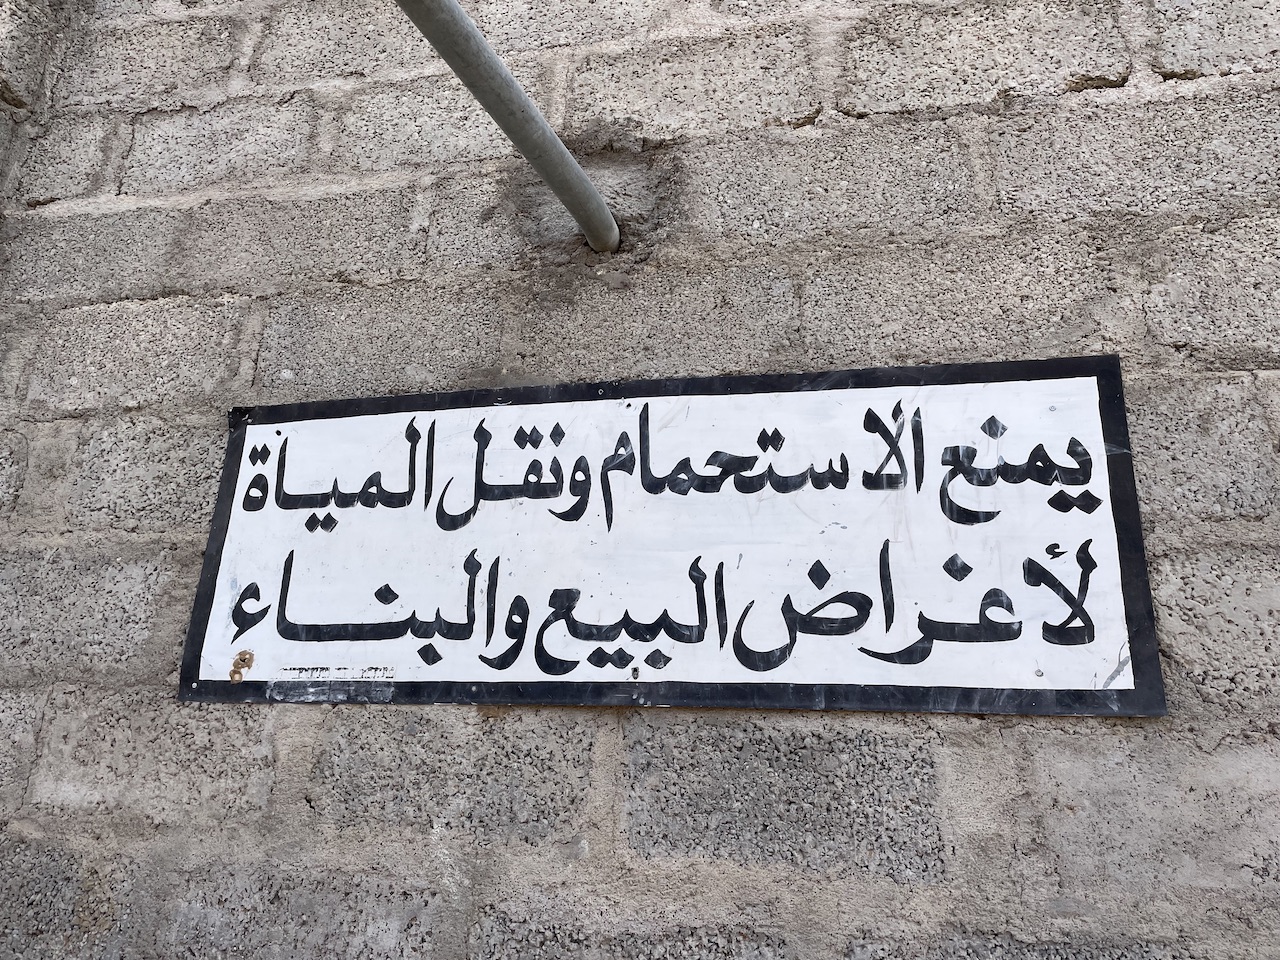 يمنع الاستحمام ونقل المياة
لأغراض البيع والبناء